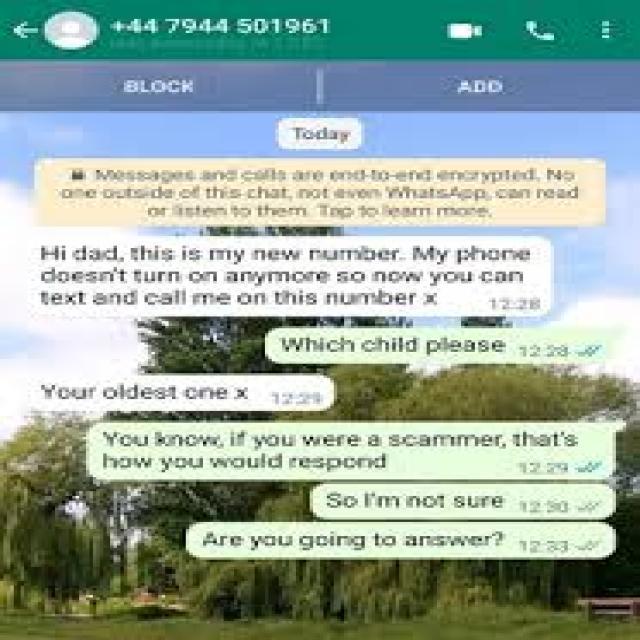 +44 7944 501961
BLOCK
ADD
Today
Messages and calls are end-to-end encrypted. No
one outside of this chat, not even WhatsApp, can read
or listen to them. Tap to learn more.
Hi dad, this is my new number. My phone
doesn't turn on anymore so now you can
text and call me on this number x 12:28
Which child please 12:28
Your oldest one x 12:29
You know, if you were a scammer, that's
how you would respond 12:29
So I'm not sure 12:30
Are you going to answer? 12:33